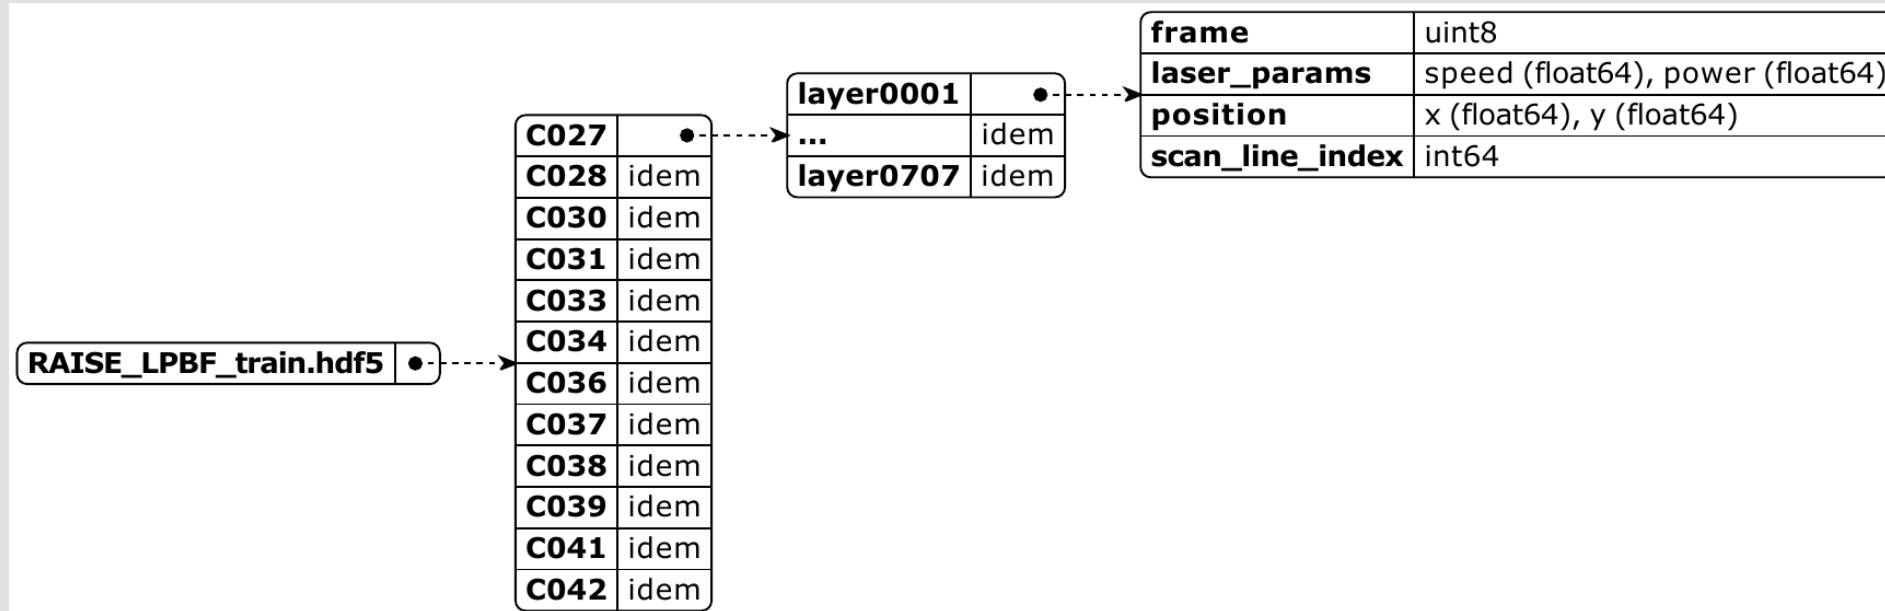 RAISE_LPBF_train.hdf5
C027
C028 idem
C030 idem
C031 idem
C033 idem
C034 idem
C036 idem
C037 idem
C038 idem
C039 idem
C041 idem
C042 idem
layer0001
... idem
layer0707 idem
frame uint8
laser_params speed (float64), power (float64)
position x (float64), y (float64)
scan_line_index int64